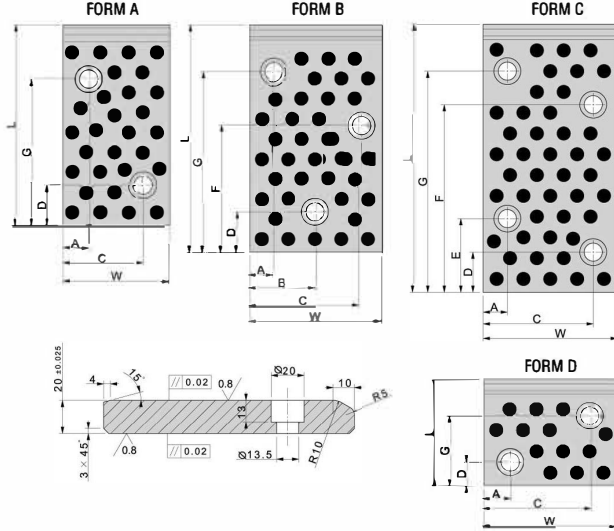 FORM A
L
G
D
A
C
W
FORM B
L
G
F
D
A
B
C
W
FORM C
L
G
F
E
D
A
C
W
4
15°
// 0.02
0.8
Ø20
10
R5
20 ±0.025
13
3 × 45°
0.8
// 0.02
Ø13.5
R10
FORM D
L
G
D
A
C
W